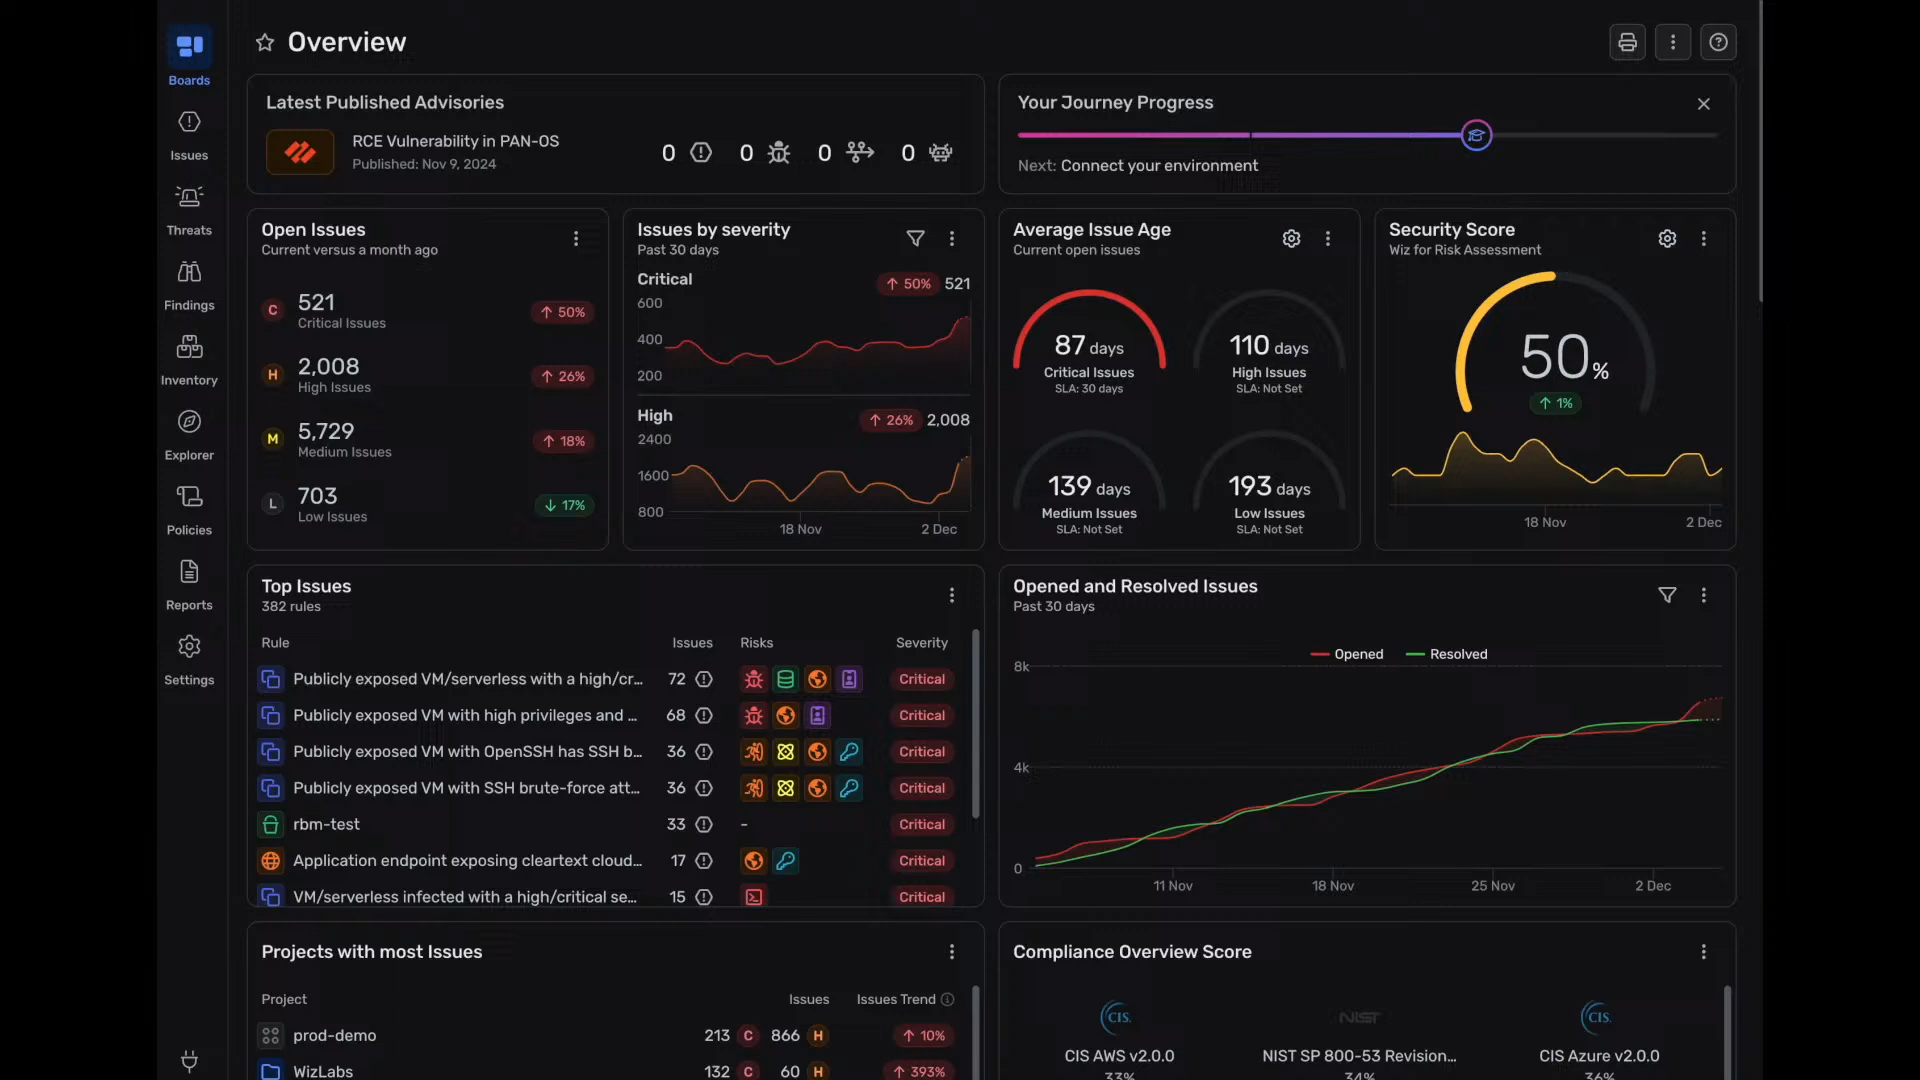 Overview
Boards
Issues
Threats
Findings
Inventory
Explorer
Policies
Reports
Settings
Latest Published Advisories
RCE Vulnerability in PAN-OS
Published: Nov 9, 2024
0 0 0 0
Your Journey Progress
Next: Connect your environment
Open Issues
Current versus a month ago
C 521 50%
Critical Issues
H 2,008 26%
High Issues
M 5,729 18%
Medium Issues
L 703 17%
Low Issues
Issues by severity
Past 30 days
Critical 50% 521
600
400
200
High 26% 2,008
2400
1600
800
18 Nov 2 Dec
Average Issue Age
Current open issues
87 days
Critical Issues
SLA: 30 days
110 days
High Issues
SLA: Not Set
139 days
Medium Issues
SLA: Not Set
193 days
Low Issues
SLA: Not Set
Security Score
Wiz for Risk Assessment
50%
1%
18 Nov 2 Dec
Top Issues
382 rules
Rule Issues Risks Severity
Publicly exposed VM/serverless with a high/cr... 72 Critical
Publicly exposed VM with high privileges and ... 68 Critical
Publicly exposed VM with OpenSSH has SSH b... 36 Critical
Publicly exposed VM with SSH brute-force att... 36 Critical
rbm-test 33 - Critical
Application endpoint exposing cleartext cloud... 17 Critical
VM/serverless infected with a high/critical se... 15 Critical
Opened and Resolved Issues
Past 30 days
Opened Resolved
8k
4k
0
11 Nov 18 Nov 25 Nov 2 Dec
Projects with most Issues
Project Issues Issues Trend
prod-demo 213 C 866 H 10%
WizLabs 132 C 60 H 393%
Compliance Overview Score
CIS. NIST CIS.
CIS AWS v2.0.0 NIST SP 800-53 Revision... CIS Azure v2.0.0
33% 34% 36%